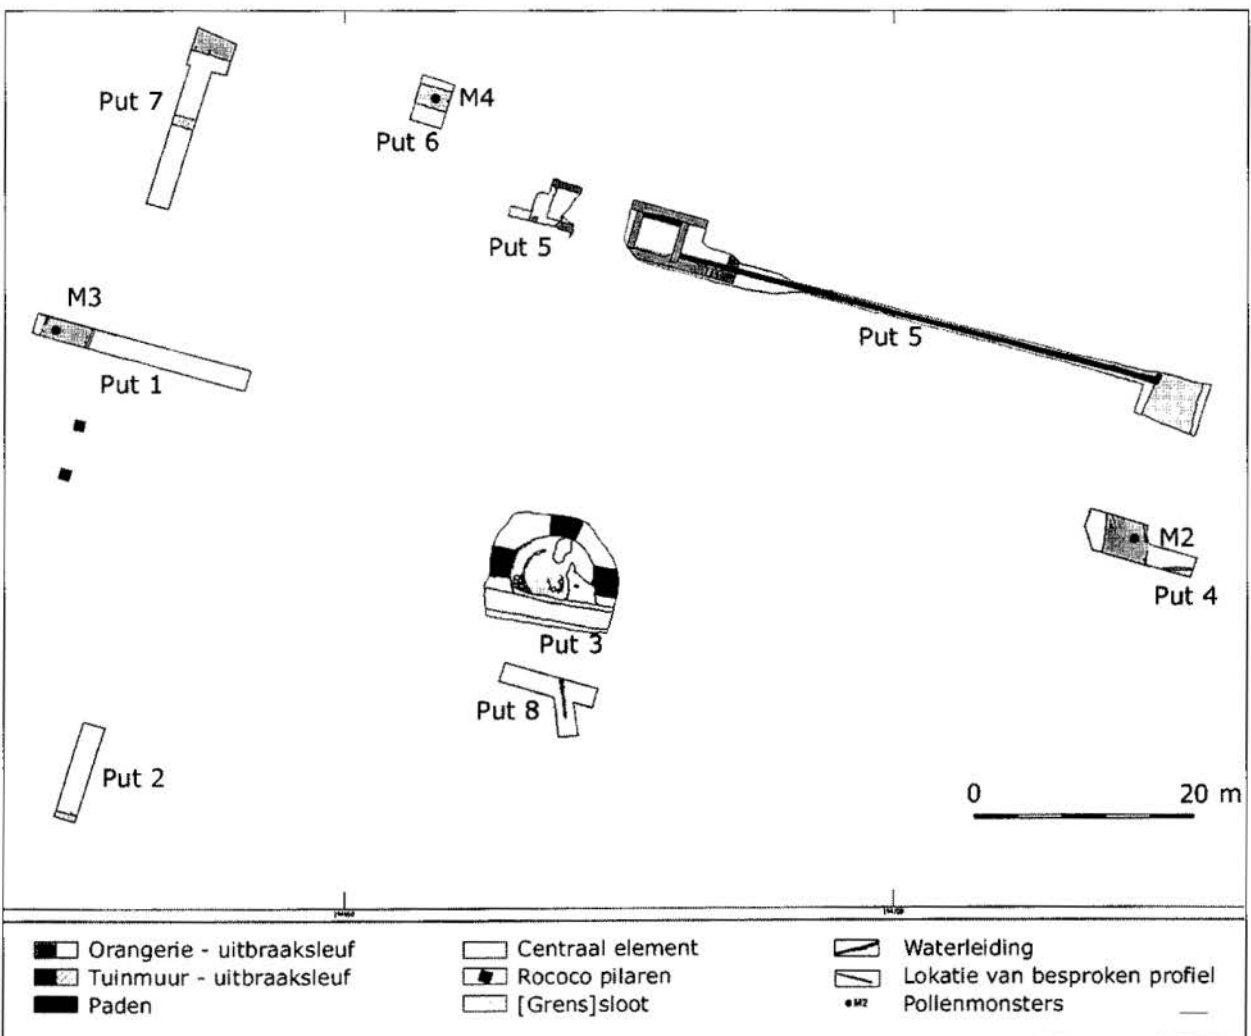 Put 7
M4
Put 6
Put 5
M3
Put 5
Put 1
M2
Put 4
Put 3
Put 8
Put 2
0 20 m
Orangerie - uitbraaksleuf
Tuinmuur - uitbraaksleuf
Paden
Centraal element
Rococo pilaren
[Grens]sloot
Waterleiding
Lokatie van besproken profiel
M2 Pollenmonsters